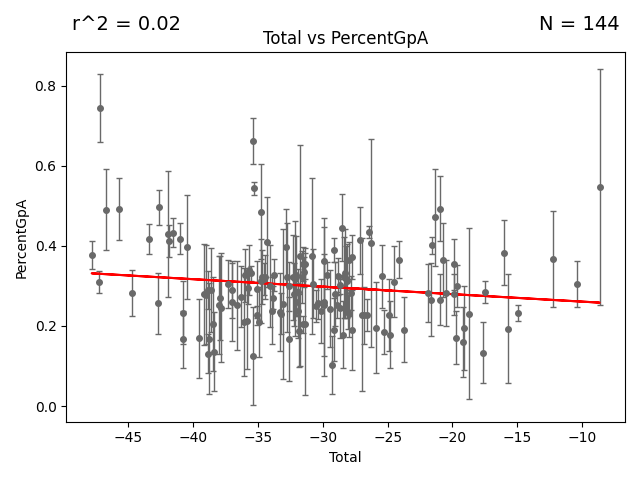 r^2 = 0.02
N = 144
Total vs PercentGpA
0.8
0.6
0.4
0.2
0.0
PercentGpA
−45
−40
−35
−30
−25
−20
−15
−10
Total